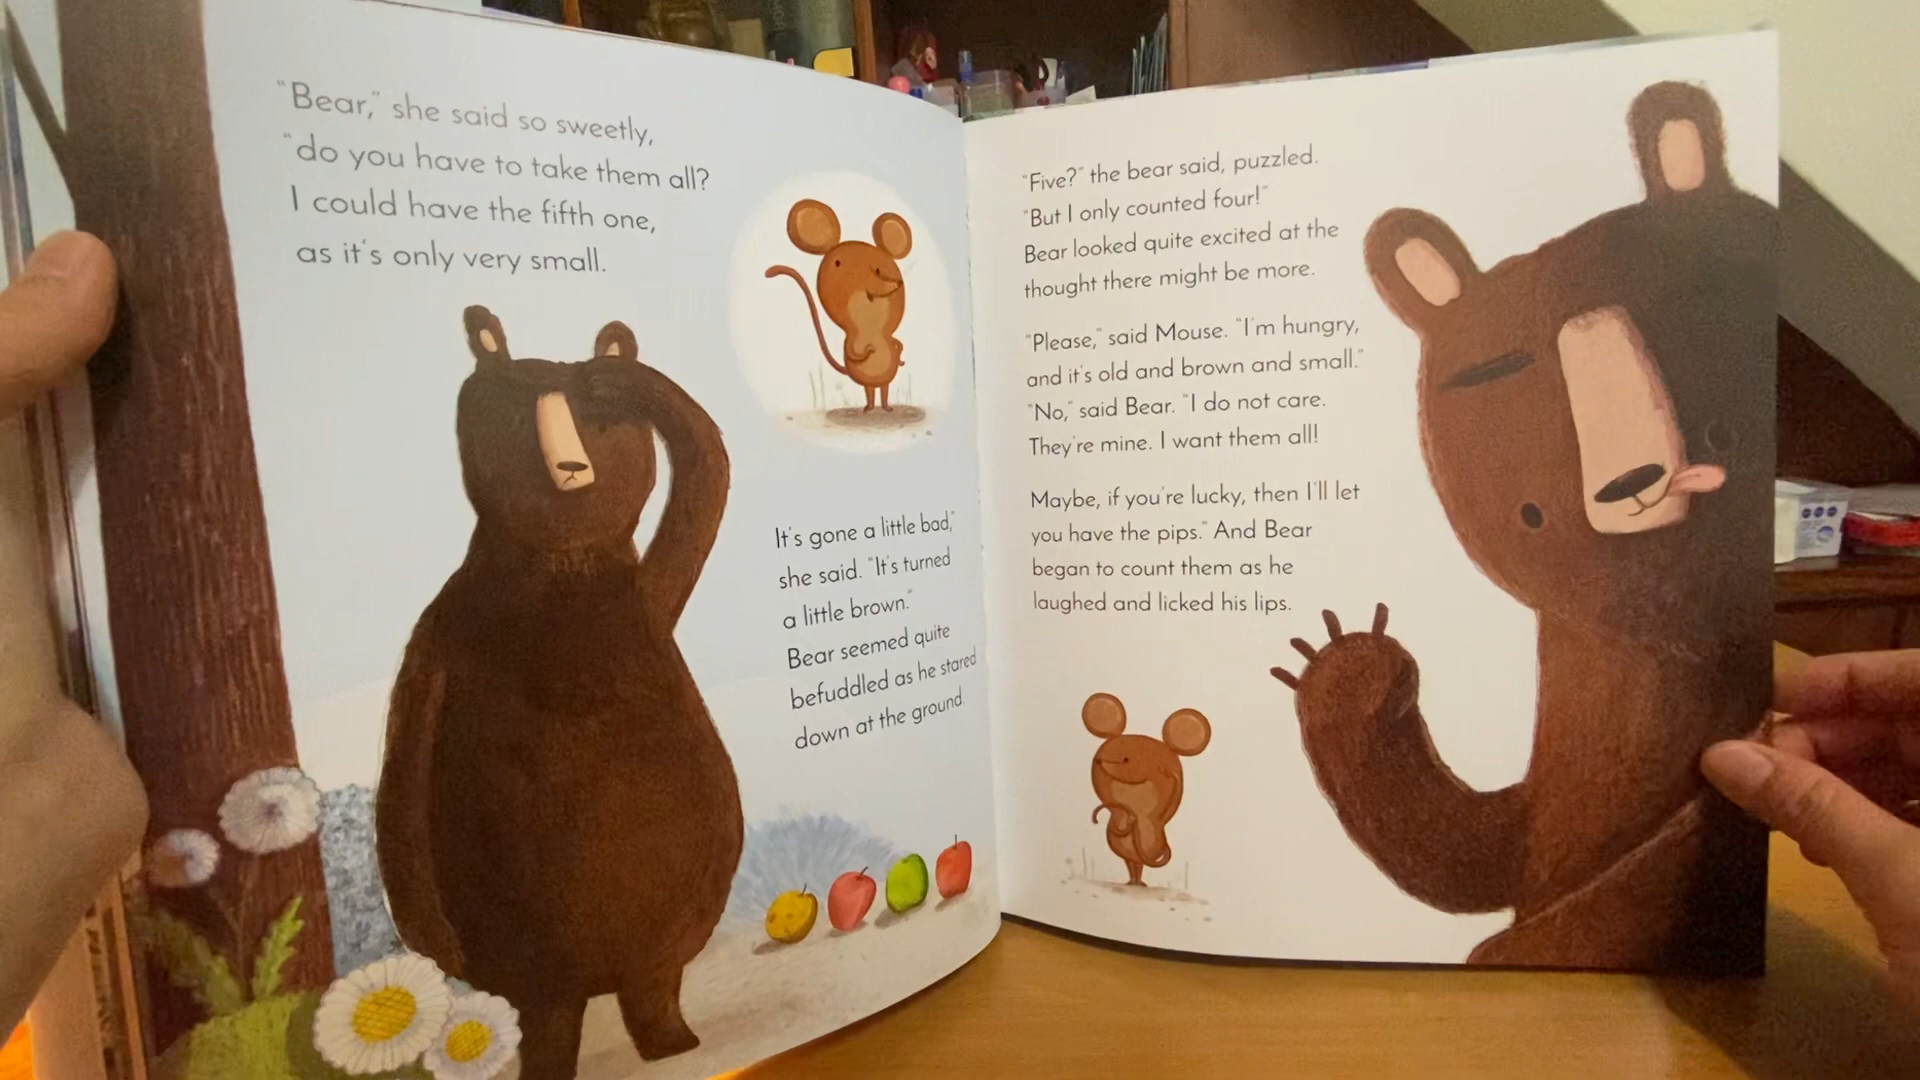 “Bear,” she said so sweetly,
“do you have to take them all?
I could have the fifth one,
as it's only very small.
It's gone a little bad,”
she said. “It's turned
a little brown.”
Bear seemed quite
befuddled as he stared
down at the ground.
“Five?” the bear said, puzzled.
“But I only counted four!”
Bear looked quite excited at the
thought there might be more.
“Please,” said Mouse. “I'm hungry,
and it's old and brown and small.”
“No,” said Bear. “I do not care.
They're mine. I want them all!
Maybe, if you're lucky, then I'll let
you have the pips.” And Bear
began to count them as he
laughed and licked his lips.